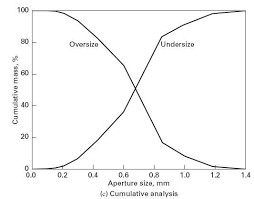 100
80
60
40
20
0
Cumulative mass, %
Oversize
Undersize
0.0 0.2 0.4 0.6 0.8 1.0 1.2 1.4
Aperture size, mm
(c) Cumulative analysis